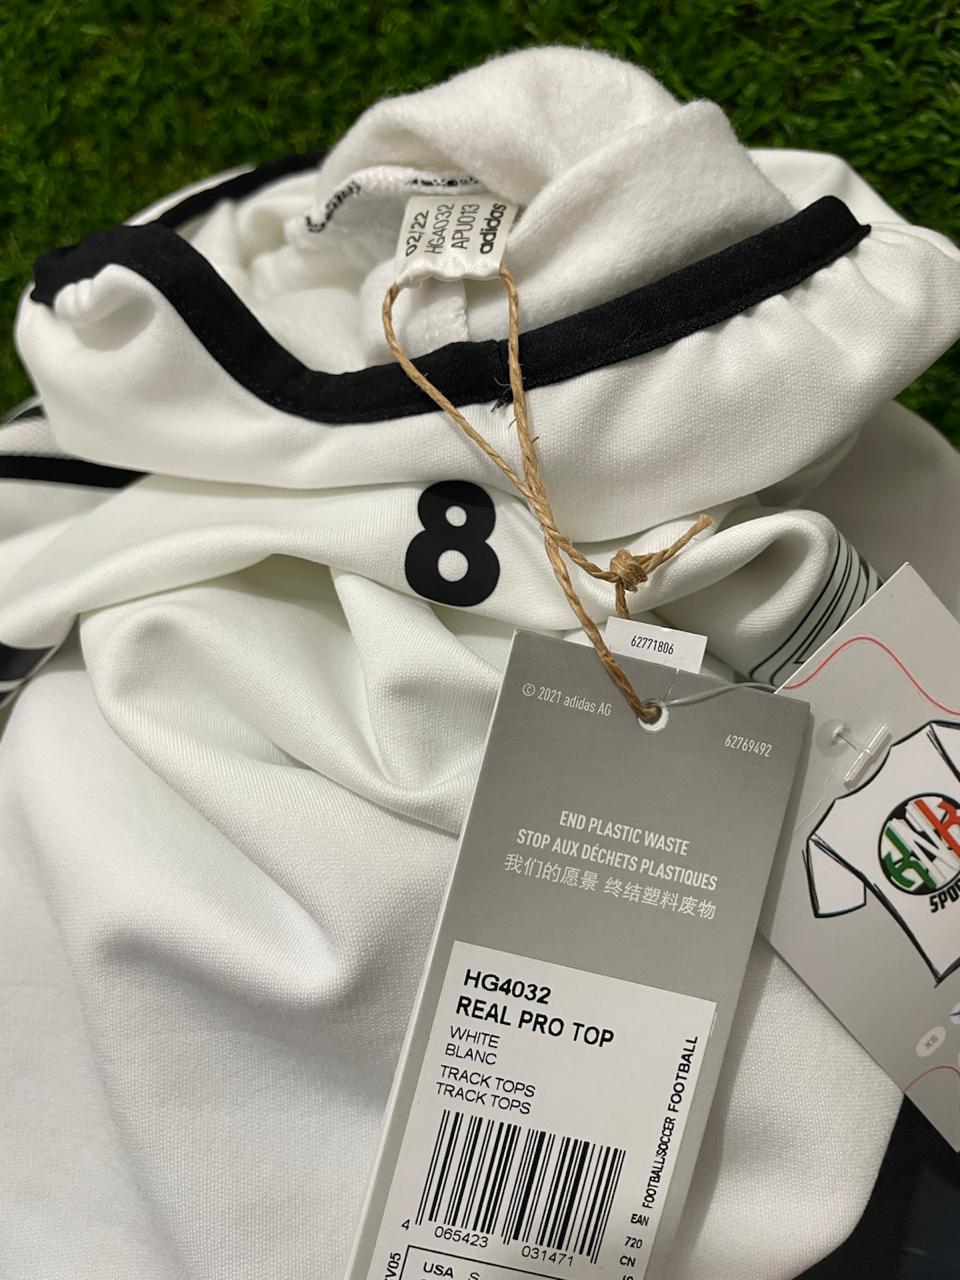 02/22
HG4032
APU013
adidas
8
62771806
© 2021 adidas AG
62769492
END PLASTIC WASTE
STOP AUX DÉCHETS PLASTIQUES
我们的愿景 终结塑料废物
HG4032
REAL PRO TOP
WHITE
BLANC
TRACK TOPS
TRACK TOPS
FOOTBALL/SOCCER FOOTBALL
4 065423 031471
EAN
720
CN
USA S
XS